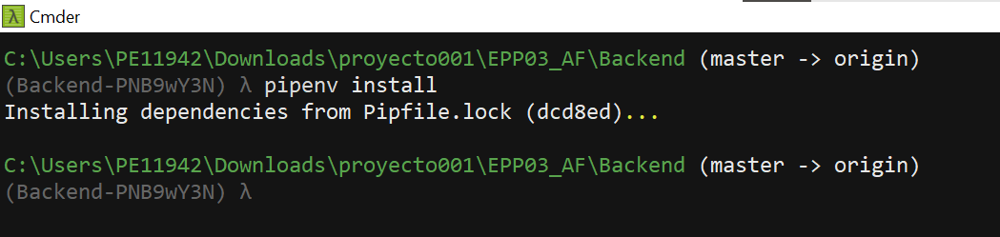 λ Cmder
C:\Users\PE11942\Downloads\proyecto001\EPP03_AF\Backend (master -> origin)
(Backend-PNB9wY3N) λ pipenv install
Installing dependencies from Pipfile.lock (dcd8ed)...
C:\Users\PE11942\Downloads\proyecto001\EPP03_AF\Backend (master -> origin)
(Backend-PNB9wY3N) λ